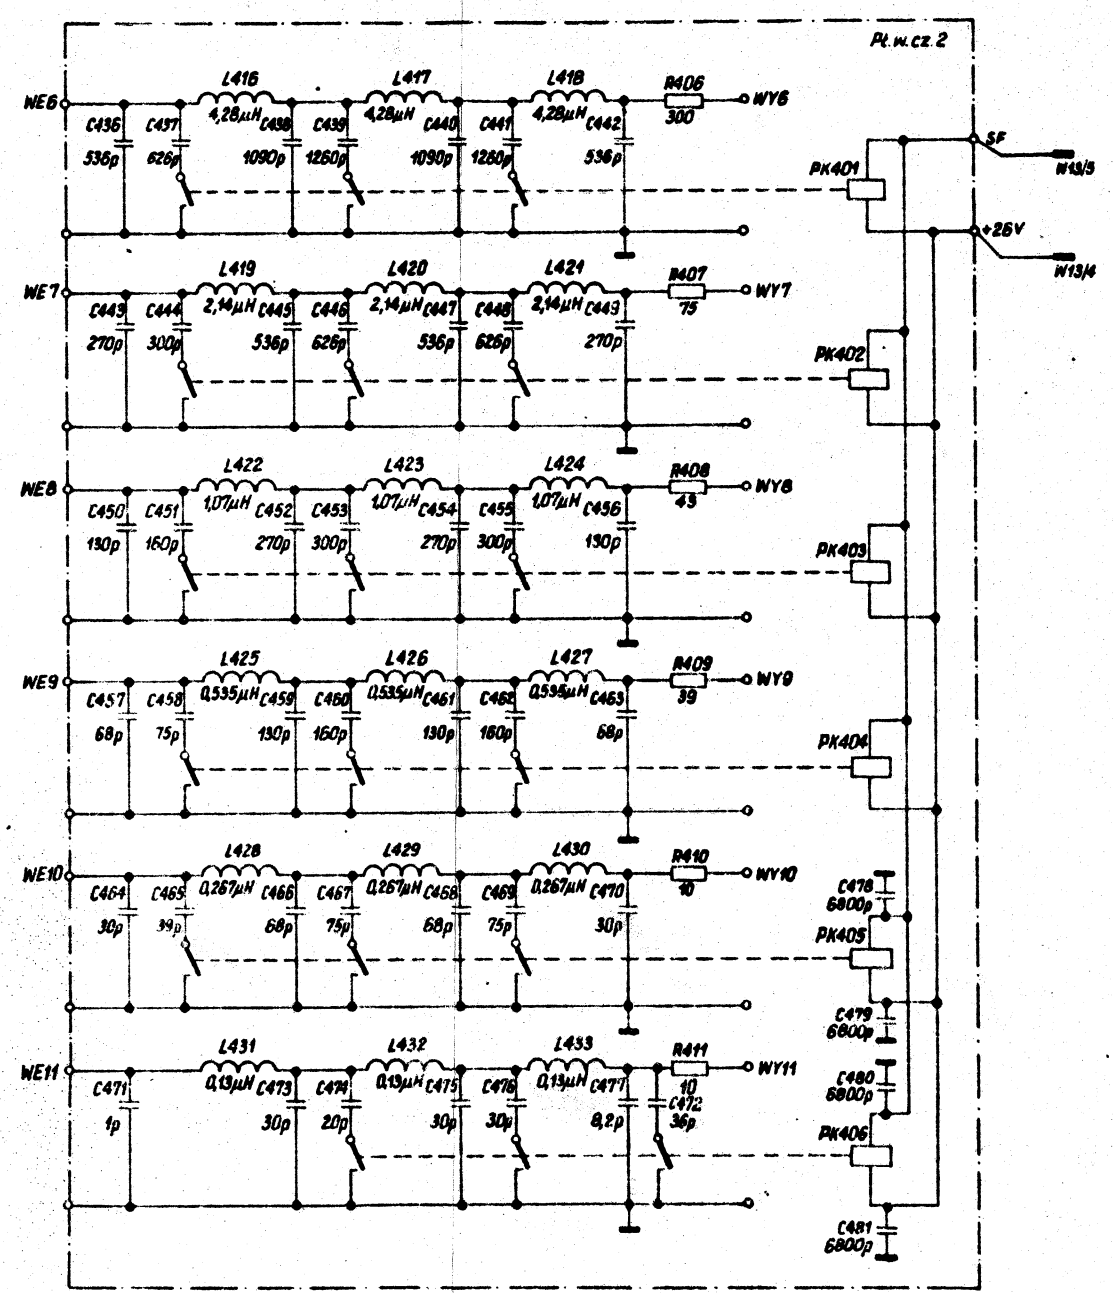 Pł.w.cz.2
WE6
L416
4,28µH
L417
4,28µH
L418
4,28µH
R406
300
WY6
C436
536p
C437
626p
C438
1090p
C439
1260p
C440
1090p
C441
1260p
C442
536p
PK401
SF
W13/5
+26V
W13/4
WE7
L419
2,14µH
L420
2,14µH
L421
2,14µH
R407
75
WY7
C443
270p
C444
300p
C445
536p
C446
626p
C447
536p
C448
626p
C449
270p
PK402
WE8
L422
1,07µH
L423
1,07µH
L424
1,07µH
R408
43
WY8
C450
130p
C451
160p
C452
270p
C453
300p
C454
270p
C455
300p
C456
130p
PK403
WE9
L425
0,535µH
L426
0,535µH
L427
0,535µH
R409
39
WY9
C457
68p
C458
75p
C459
130p
C460
160p
C461
130p
C462
160p
C463
68p
PK404
WE10
L428
0,267µH
L429
0,267µH
L430
0,267µH
R410
10
WY10
C464
30p
C465
39p
C466
68p
C467
75p
C468
68p
C469
75p
C470
30p
C478
6800p
PK405
C479
6800p
WE11
L431
0,13µH
L432
0,13µH
L433
0,13µH
R411
10
WY11
C471
1p
C473
30p
C474
20p
C475
30p
C476
30p
C477
8,2p
C472
36p
C480
6800p
PK406
C481
6800p